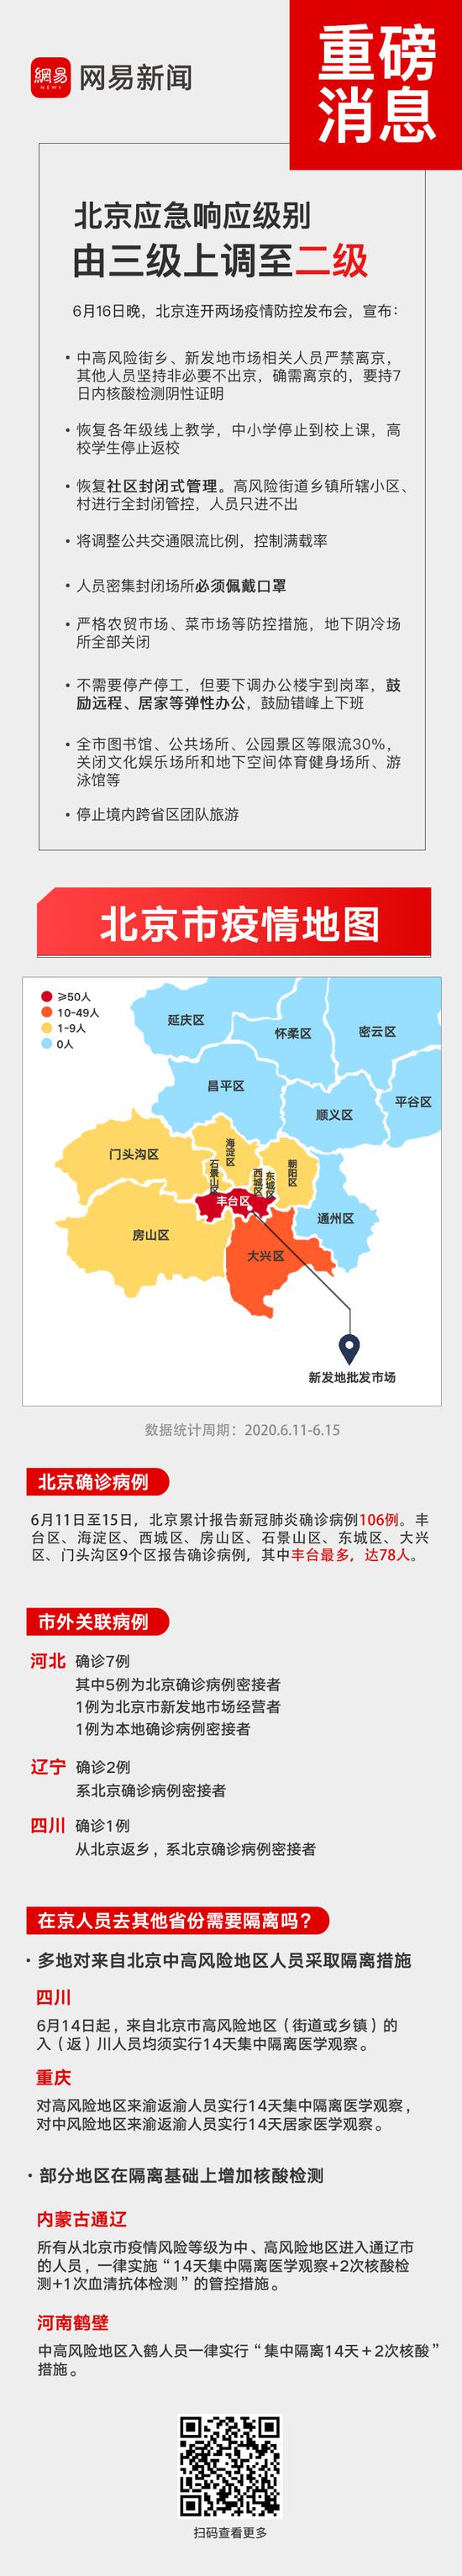 重磅
消息
網易
NEWS
网易新闻
北京应急响应级别
由三级上调至二级
6月16日晚，北京连开两场疫情防控发布会，宣布：
• 中高风险街乡、新发地市场相关人员严禁离京，
其他人员坚持非必要不出京，确需离京的，要持7
日内核酸检测阴性证明
• 恢复各年级线上教学，中小学停止到校上课，高
校学生停止返校
• 恢复社区封闭式管理。高风险街道乡镇所辖小区、
村进行全封闭管控，人员只进不出
• 将调整公共交通限流比例，控制满载率
• 人员密集封闭场所必须佩戴口罩
• 严格农贸市场、菜市场等防控措施，地下阴冷场
所全部关闭
• 不需要停产停工，但要下调办公楼宇到岗率，鼓
励远程、居家等弹性办公，鼓励错峰上下班
• 全市图书馆、公共场所、公园景区等限流30%，
关闭文化娱乐场所和地下空间体育健身场所、游
泳馆等
• 停止境内跨省区团队旅游
北京市疫情地图
≥50人
10-49人
1-9人
0人
延庆区
怀柔区
密云区
昌平区
顺义区
平谷区
门头沟区
海淀区
石景山区
西城区
东城区
朝阳区
丰台区
房山区
大兴区
通州区
新发地批发市场
数据统计周期：2020.6.11-6.15
北京确诊病例
6月11日至15日，北京累计报告新冠肺炎确诊病例106例。丰
台区、海淀区、西城区、房山区、石景山区、东城区、大兴
区、门头沟区9个区报告确诊病例，其中丰台最多，达78人。
市外关联病例
河北 确诊7例
其中5例为北京确诊病例密接者
1例为北京市新发地市场经营者
1例为本地确诊病例密接者
辽宁 确诊2例
系北京确诊病例密接者
四川 确诊1例
从北京返乡，系北京确诊病例密接者
在京人员去其他省份需要隔离吗？
· 多地对来自北京中高风险地区人员采取隔离措施
四川
6月14日起，来自北京市高风险地区（街道或乡镇）的
入（返）川人员均须实行14天集中隔离医学观察。
重庆
对高风险地区来渝返渝人员实行14天集中隔离医学观察，
对中风险地区来渝返渝人员实行14天居家医学观察。
· 部分地区在隔离基础上增加核酸检测
内蒙古通辽
所有从北京市疫情风险等级为中、高风险地区进入通辽市
的人员，一律实施“14天集中隔离医学观察+2次核酸检
测+1次血清抗体检测”的管控措施。
河南鹤壁
中高风险地区入鹤人员一律实行“集中隔离14天＋2次核酸”
措施。
扫码查看更多